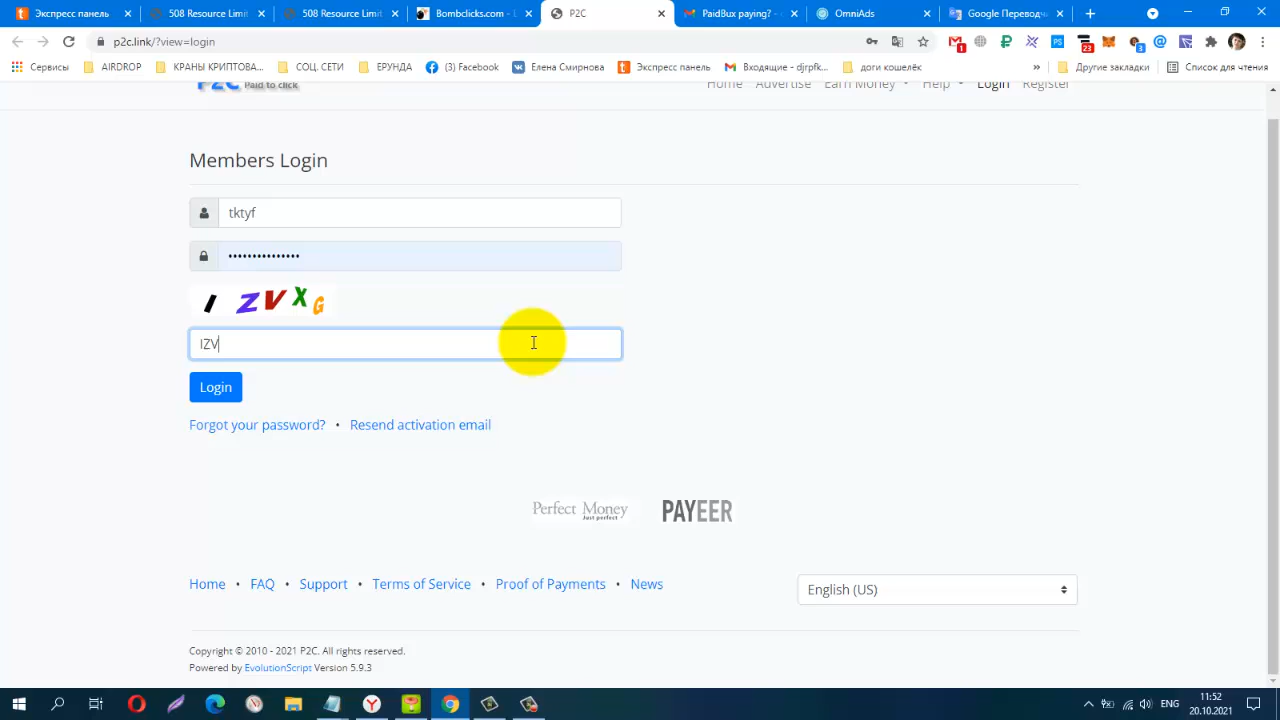 Экспресс панель
508 Resource Limit
508 Resource Limit
Bombclicks.com - L
P2C
PaidBux paying? -
OmniAds
Google Переводч
p2c.link/?view=login
1
23
3
Сервисы
AIRDROP
КРАНЫ КРИПТОВА...
СОЦ. СЕТИ
ЕРУНДА
(3) Facebook
Елена Смирнова
Экспресс панель
Входящие - djrpfk...
доги кошелёк
»
Другие закладки
Список для чтения
P2C Paid to click
Home
Advertise
Earn Money
Help
Login
Register
Members Login
tktyf
•••••••••••••••
I Z V X G
IZV
Login
Forgot your password? • Resend activation email
Perfect Money
Just perfect
PAYEER
Home • FAQ • Support • Terms of Service • Proof of Payments • News
English (US)
Copyright © 2010 - 2021 P2C. All rights reserved.
Powered by EvolutionScript Version 5.9.3
ENG
11:52
20.10.2021